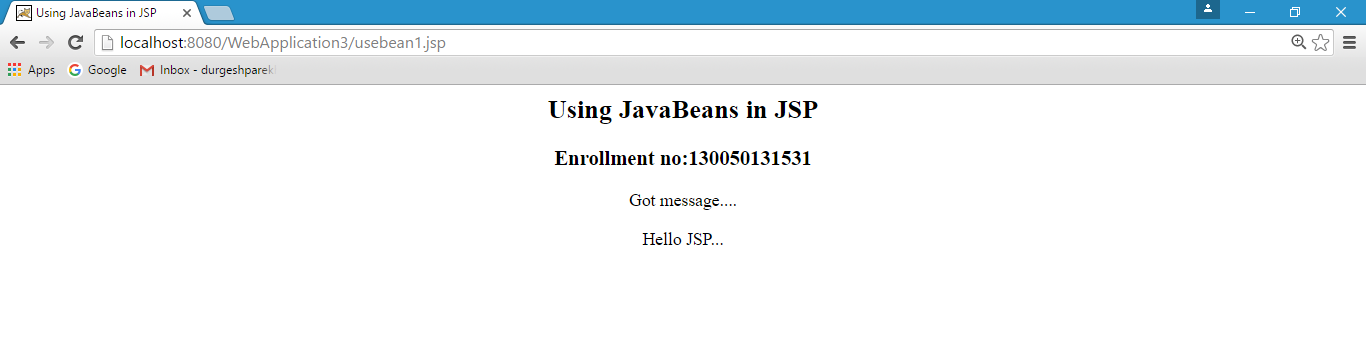 Using JavaBeans in JSP
localhost:8080/WebApplication3/usebean1.jsp
Apps Google Inbox - durgeshparek
Using JavaBeans in JSP
Enrollment no:130050131531
Got message....
Hello JSP...